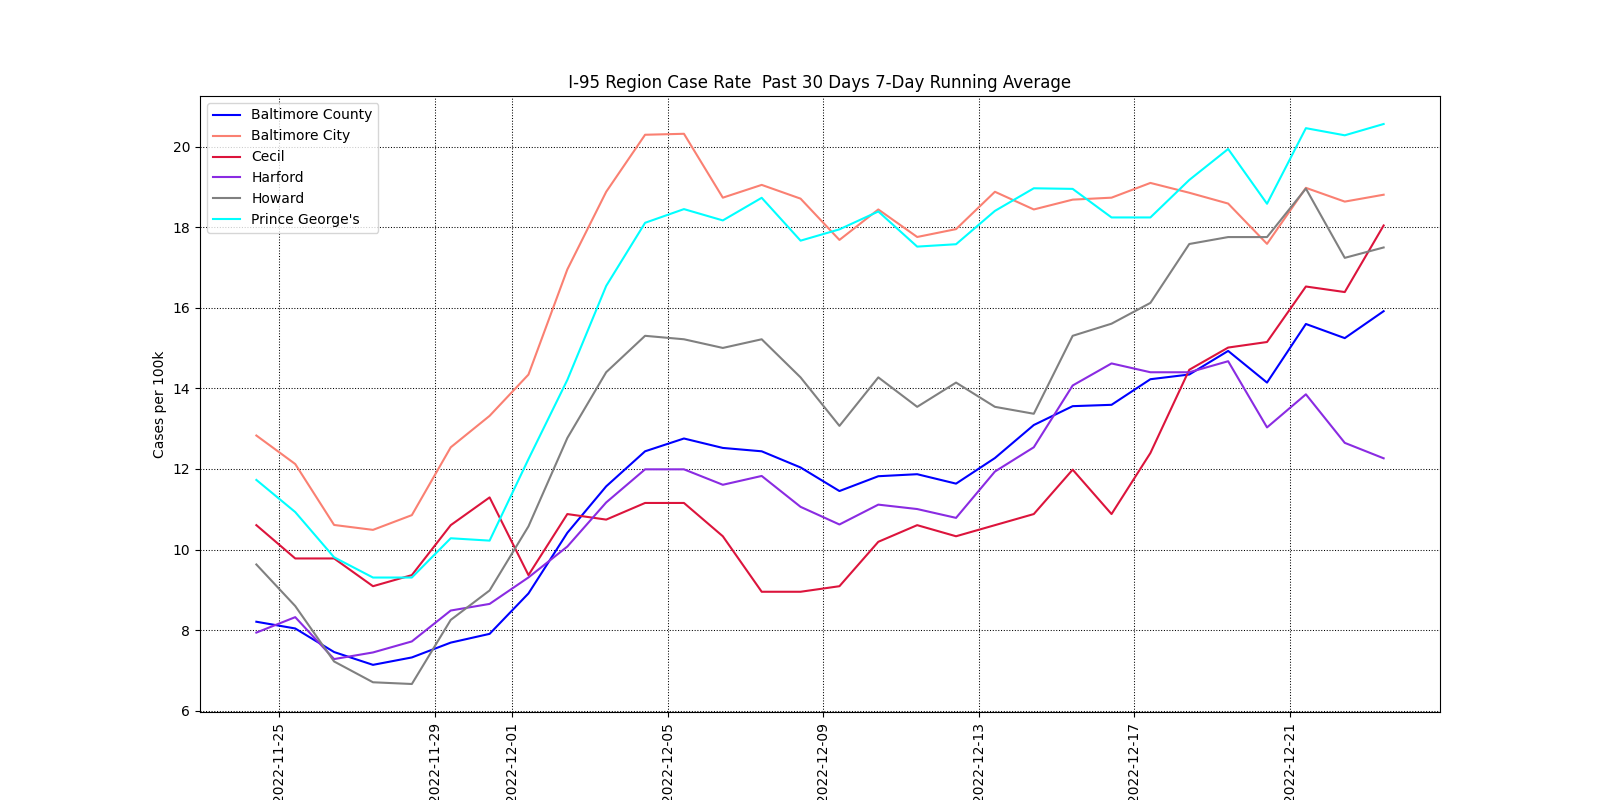 I-95 Region Case Rate  Past 30 Days 7-Day Running Average
Baltimore County
Baltimore City
Cecil
Harford
Howard
Prince George's
Cases per 100k
20
18
16
14
12
10
8
6
2022-11-25
2022-11-29
2022-12-01
2022-12-05
2022-12-09
2022-12-13
2022-12-17
2022-12-21